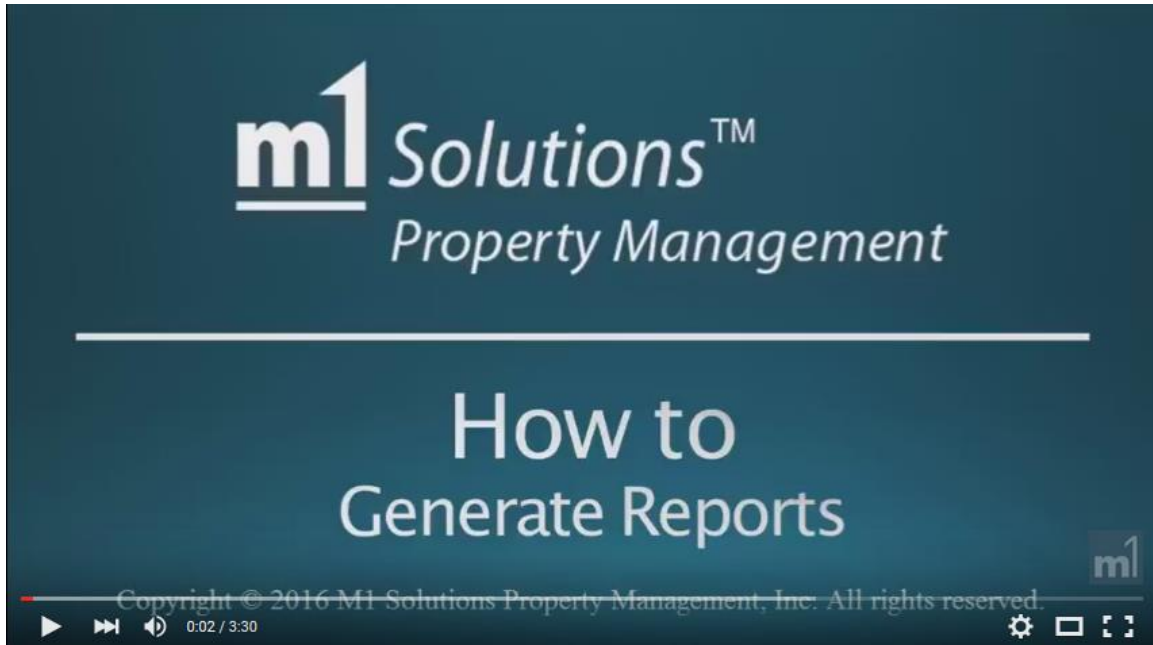 m1 Solutions™
Property Management
How to
Generate Reports
m1
Copyright © 2016 M1 Solutions Property Management, Inc. All rights reserved.
0:02 / 3:30